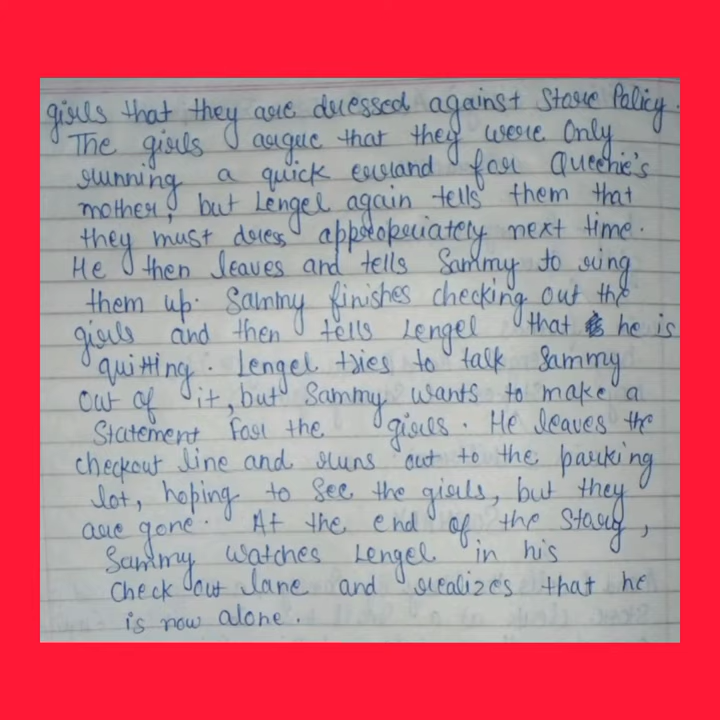 girls that they are dressed against Store Policy.
The girls argue that they were Only
running a quick errand for Queenie's
mother, but Lengel again tells them that
they must dress appropriately next time.
He then leaves and tells Sammy to ring
them up. Sammy finishes checking out the
girls and then tells Lengel that he is
quitting. Lengel tries to talk Sammy
out of it, but Sammy wants to make a
Statement for the girls. He leaves the
checkout line and runs out to the parking
lot, hoping to See the girls, but they
are gone. At the end of the Story,
Sammy watches Lengel in his
Check out lane and realizes that he
is now alone.